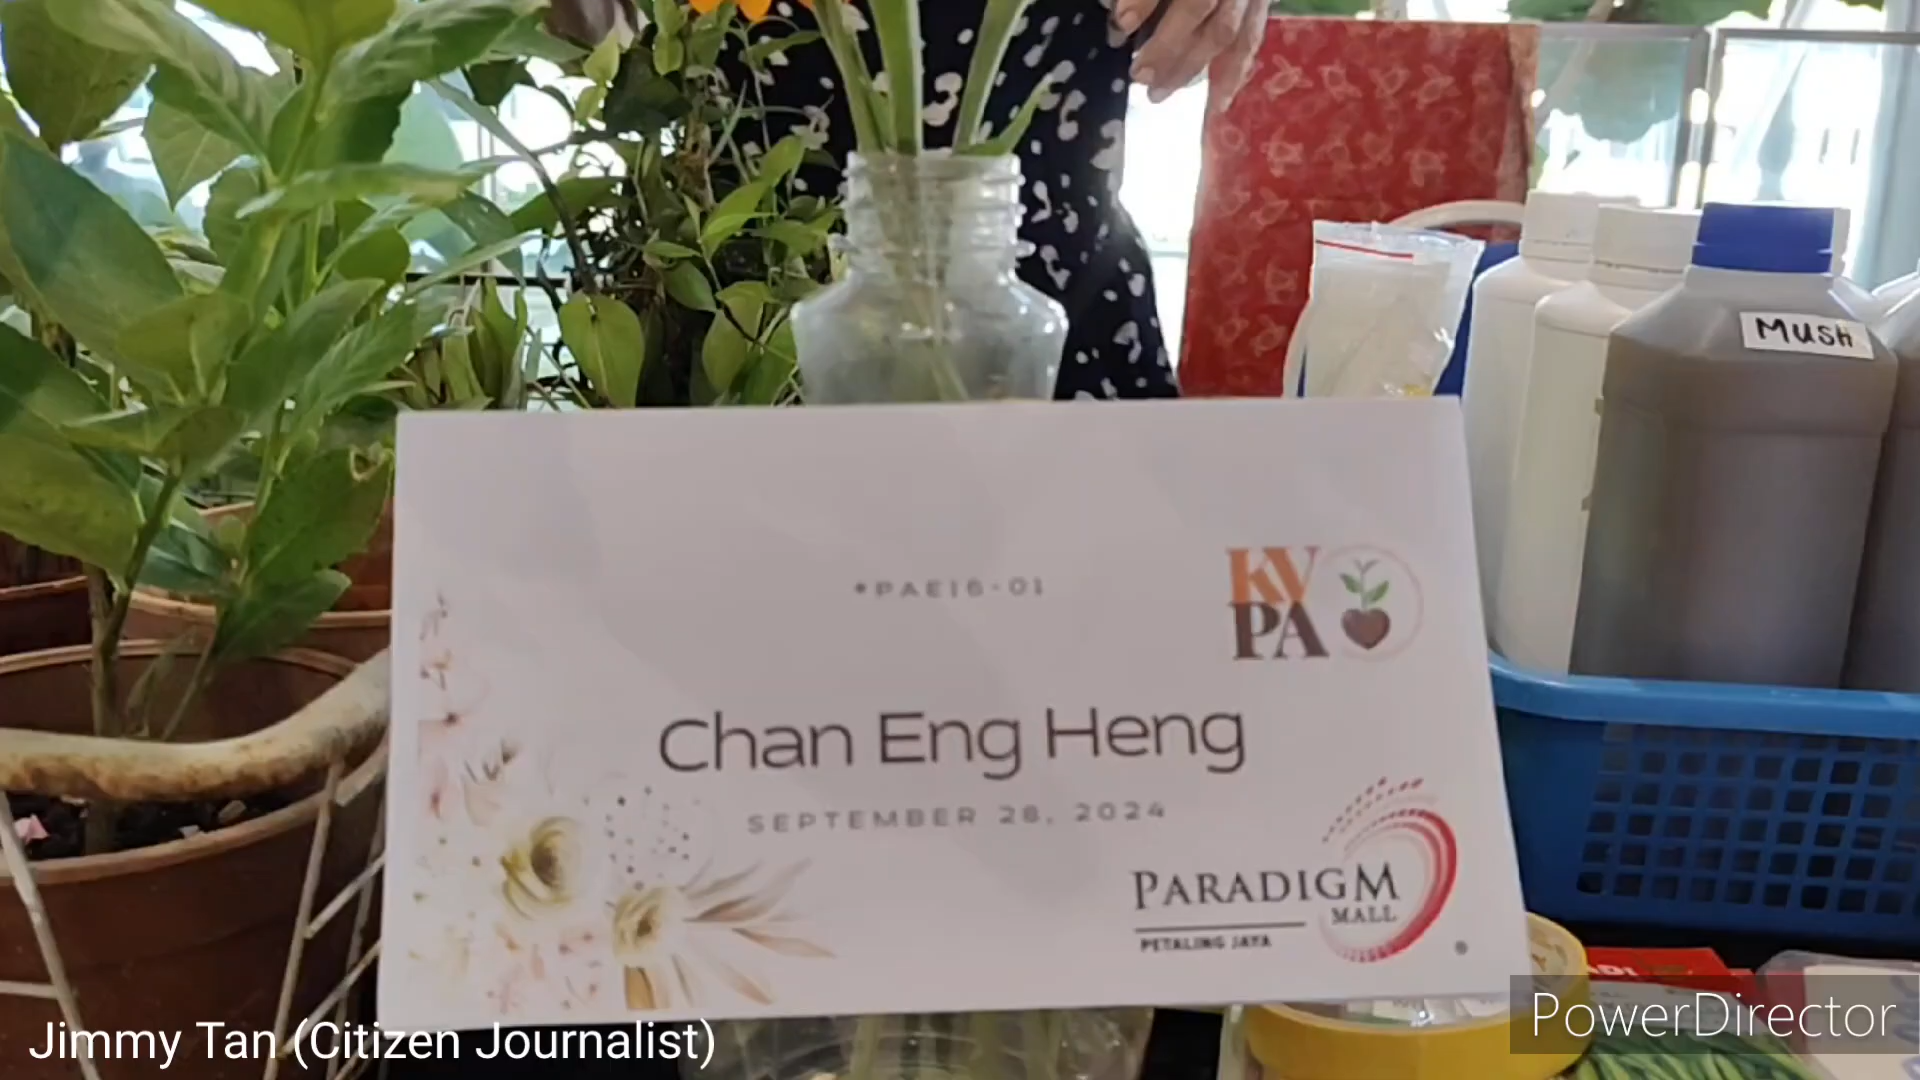 MUSH
*PAE16-01
KV
PA
Chan Eng Heng
SEPTEMBER 28, 2024
PARADIGM
MALL
PETALING JAYA
PowerDirector
Jimmy Tan (Citizen Journalist)